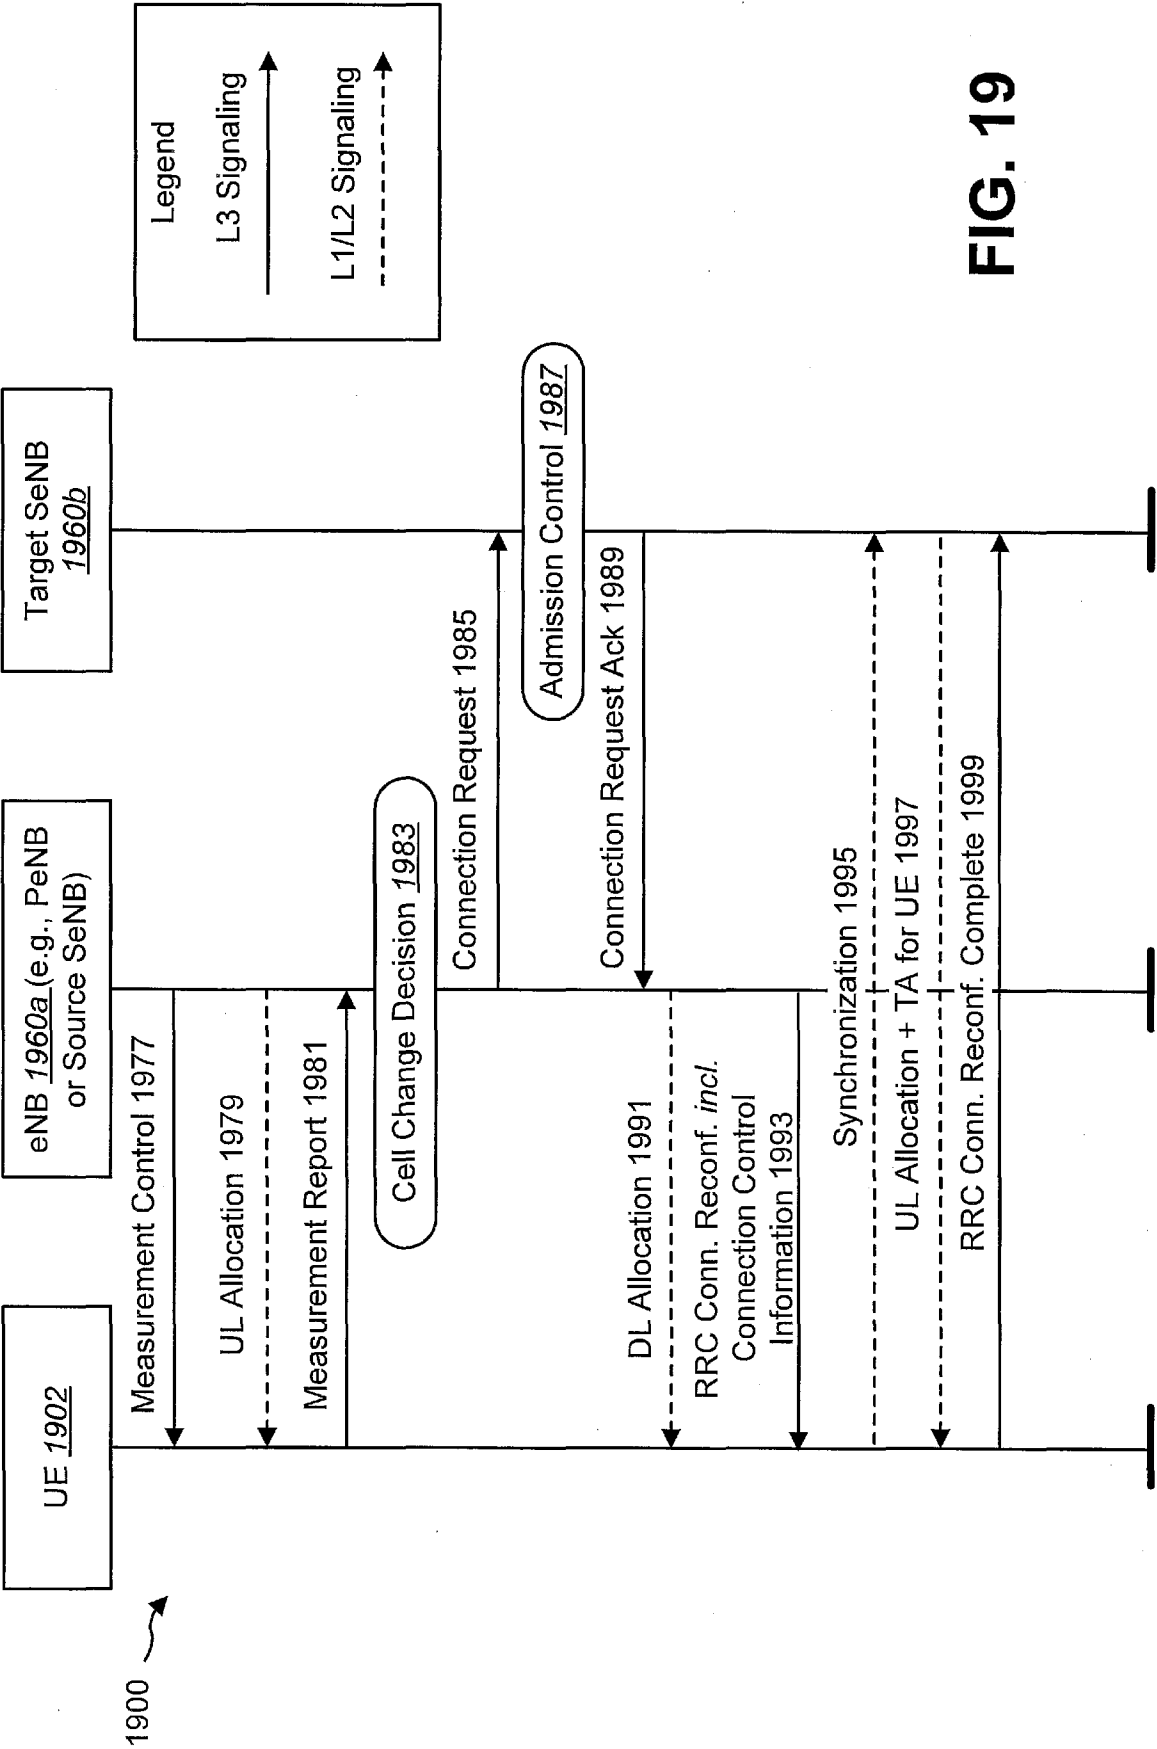 1900
UE 1902
eNB 1960a (e.g., PeNB
or Source SeNB)
Target SeNB
1960b
Legend
L3 Signaling
L1/L2 Signaling
Measurement Control 1977
UL Allocation 1979
Measurement Report 1981
Cell Change Decision 1983
Connection Request 1985
Admission Control 1987
Connection Request Ack 1989
DL Allocation 1991
RRC Conn. Reconf. incl.
Connection Control
Information 1993
Synchronization 1995
UL Allocation + TA for UE 1997
RRC Conn. Reconf. Complete 1999
FIG. 19